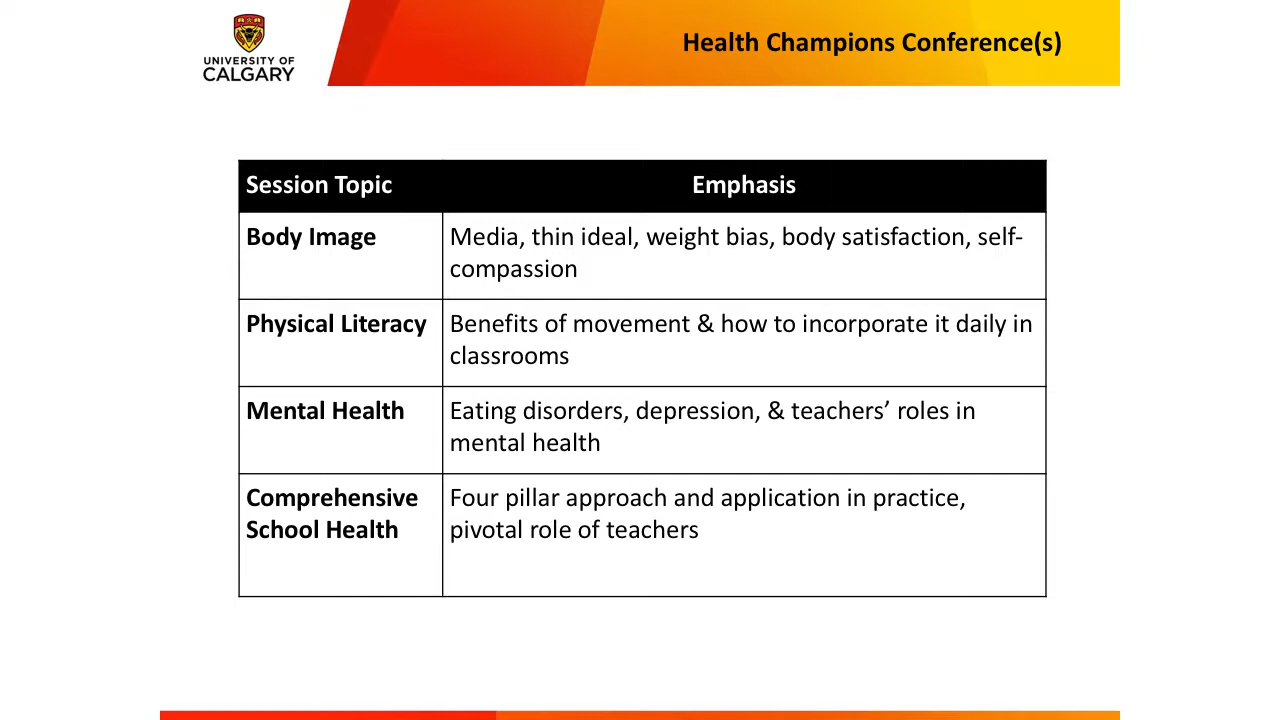 UNIVERSITY OF
CALGARY
Health Champions Conference(s)
Session Topic
Emphasis
Body Image
Media, thin ideal, weight bias, body satisfaction, self-
compassion
Physical Literacy
Benefits of movement & how to incorporate it daily in
classrooms
Mental Health
Eating disorders, depression, & teachers’ roles in
mental health
Comprehensive
School Health
Four pillar approach and application in practice,
pivotal role of teachers